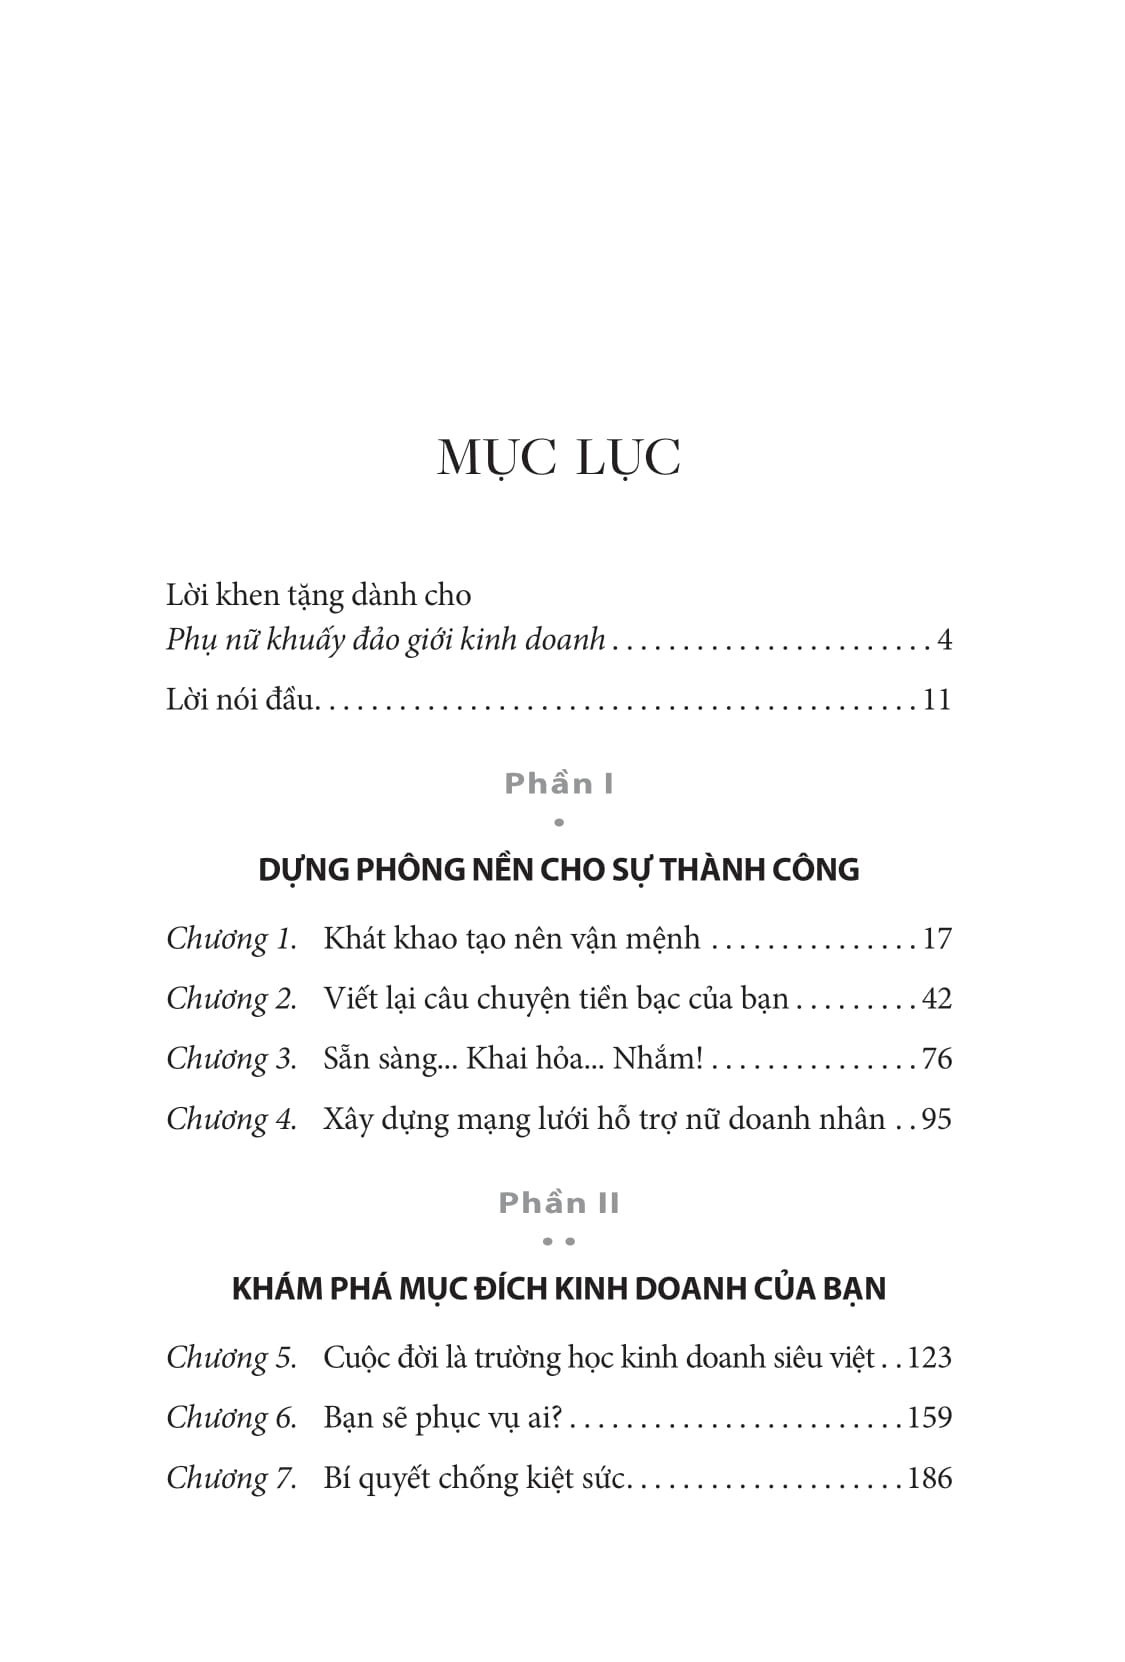 MỤC LỤC
Lời khen tặng dành cho
Phụ nữ khuấy đảo giới kinh doanh . . . . . . . . . . . . . . . . . . . . . . . 4
Lời nói đầu. . . . . . . . . . . . . . . . . . . . . . . . . . . . . . . . . . . . . . . . . . . 11
Phần I
•
DỰNG PHÔNG NỀN CHO SỰ THÀNH CÔNG
Chương 1. Khát khao tạo nên vận mệnh . . . . . . . . . . . . . . . 17
Chương 2. Viết lại câu chuyện tiền bạc của bạn . . . . . . . . . 42
Chương 3. Sẵn sàng... Khai hỏa... Nhắm! . . . . . . . . . . . . . . . 76
Chương 4. Xây dựng mạng lưới hỗ trợ nữ doanh nhân . . 95
Phần II
• •
KHÁM PHÁ MỤC ĐÍCH KINH DOANH CỦA BẠN
Chương 5. Cuộc đời là trường học kinh doanh siêu việt . . 123
Chương 6. Bạn sẽ phục vụ ai? . . . . . . . . . . . . . . . . . . . . . . . . 159
Chương 7. Bí quyết chống kiệt sức. . . . . . . . . . . . . . . . . . . . 186